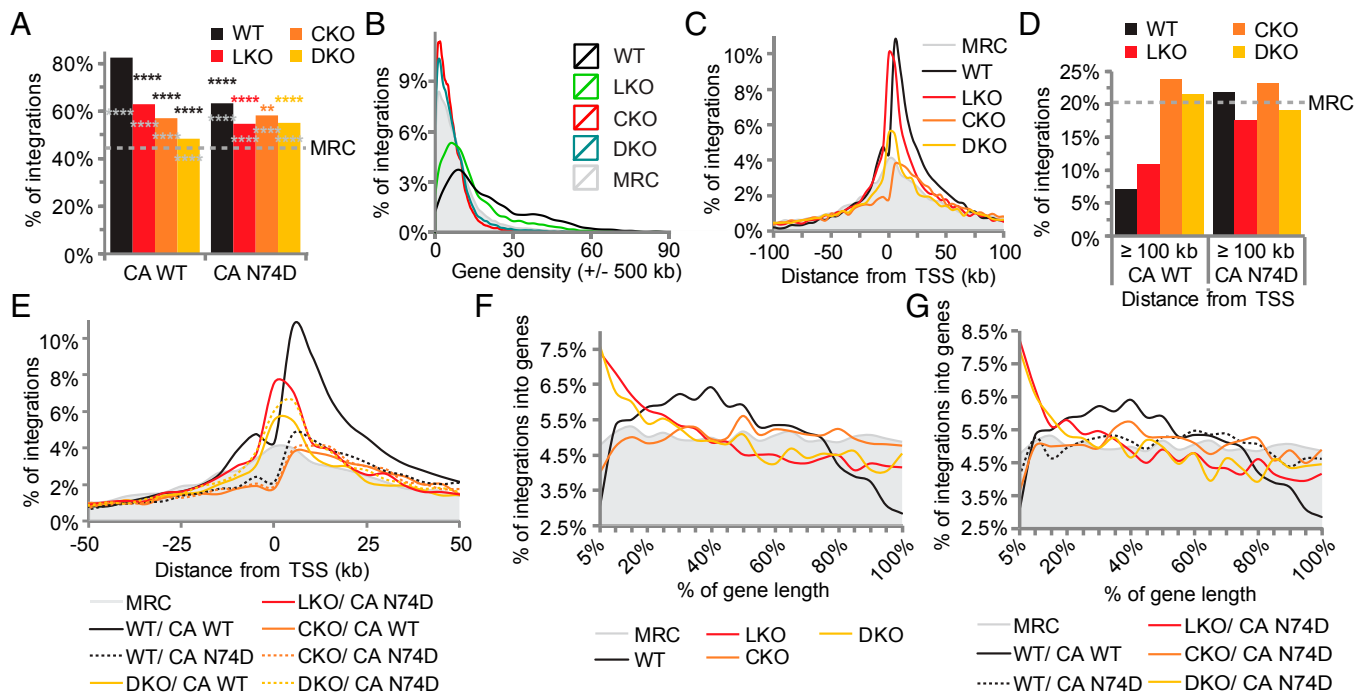 A
WT
CKO
LKO
DKO
80%
60%
40%
20%
0%
% of integrations
****
****
****
****
****
****
****
****
****
**
****
****
****
****
****
MRC
CA WT
CA N74D
B
9%
6%
3%
0%
% of integrations
WT
LKO
CKO
DKO
MRC
0
30
60
90
Gene density (+/- 500 kb)
C
10%
8%
6%
4%
2%
0%
% of integrations
MRC
WT
LKO
CKO
DKO
-100
-50
0
50
100
Distance from TSS (kb)
D
WT
CKO
LKO
DKO
25%
20%
15%
10%
5%
0%
% of integrations
MRC
≥ 100 kb
≥ 100 kb
CA WT
CA N74D
Distance from TSS
E
10%
8%
6%
4%
2%
0%
% of integrations
-50
-25
0
25
50
Distance from TSS (kb)
MRC
LKO/ CA N74D
WT/ CA WT
CKO/ CA WT
WT/ CA N74D
CKO/ CA N74D
DKO/ CA WT
DKO/ CA N74D
F
7.5%
6.5%
5.5%
4.5%
3.5%
2.5%
% of integrations into genes
5%
20%
40%
60%
80%
100%
% of gene length
MRC
LKO
DKO
WT
CKO
G
8.5%
7.5%
6.5%
5.5%
4.5%
3.5%
2.5%
% of integrations into genes
5%
20%
40%
60%
80%
100%
% of gene length
MRC
LKO/ CA N74D
WT/ CA WT
CKO/ CA N74D
WT/ CA N74D
DKO/ CA N74D